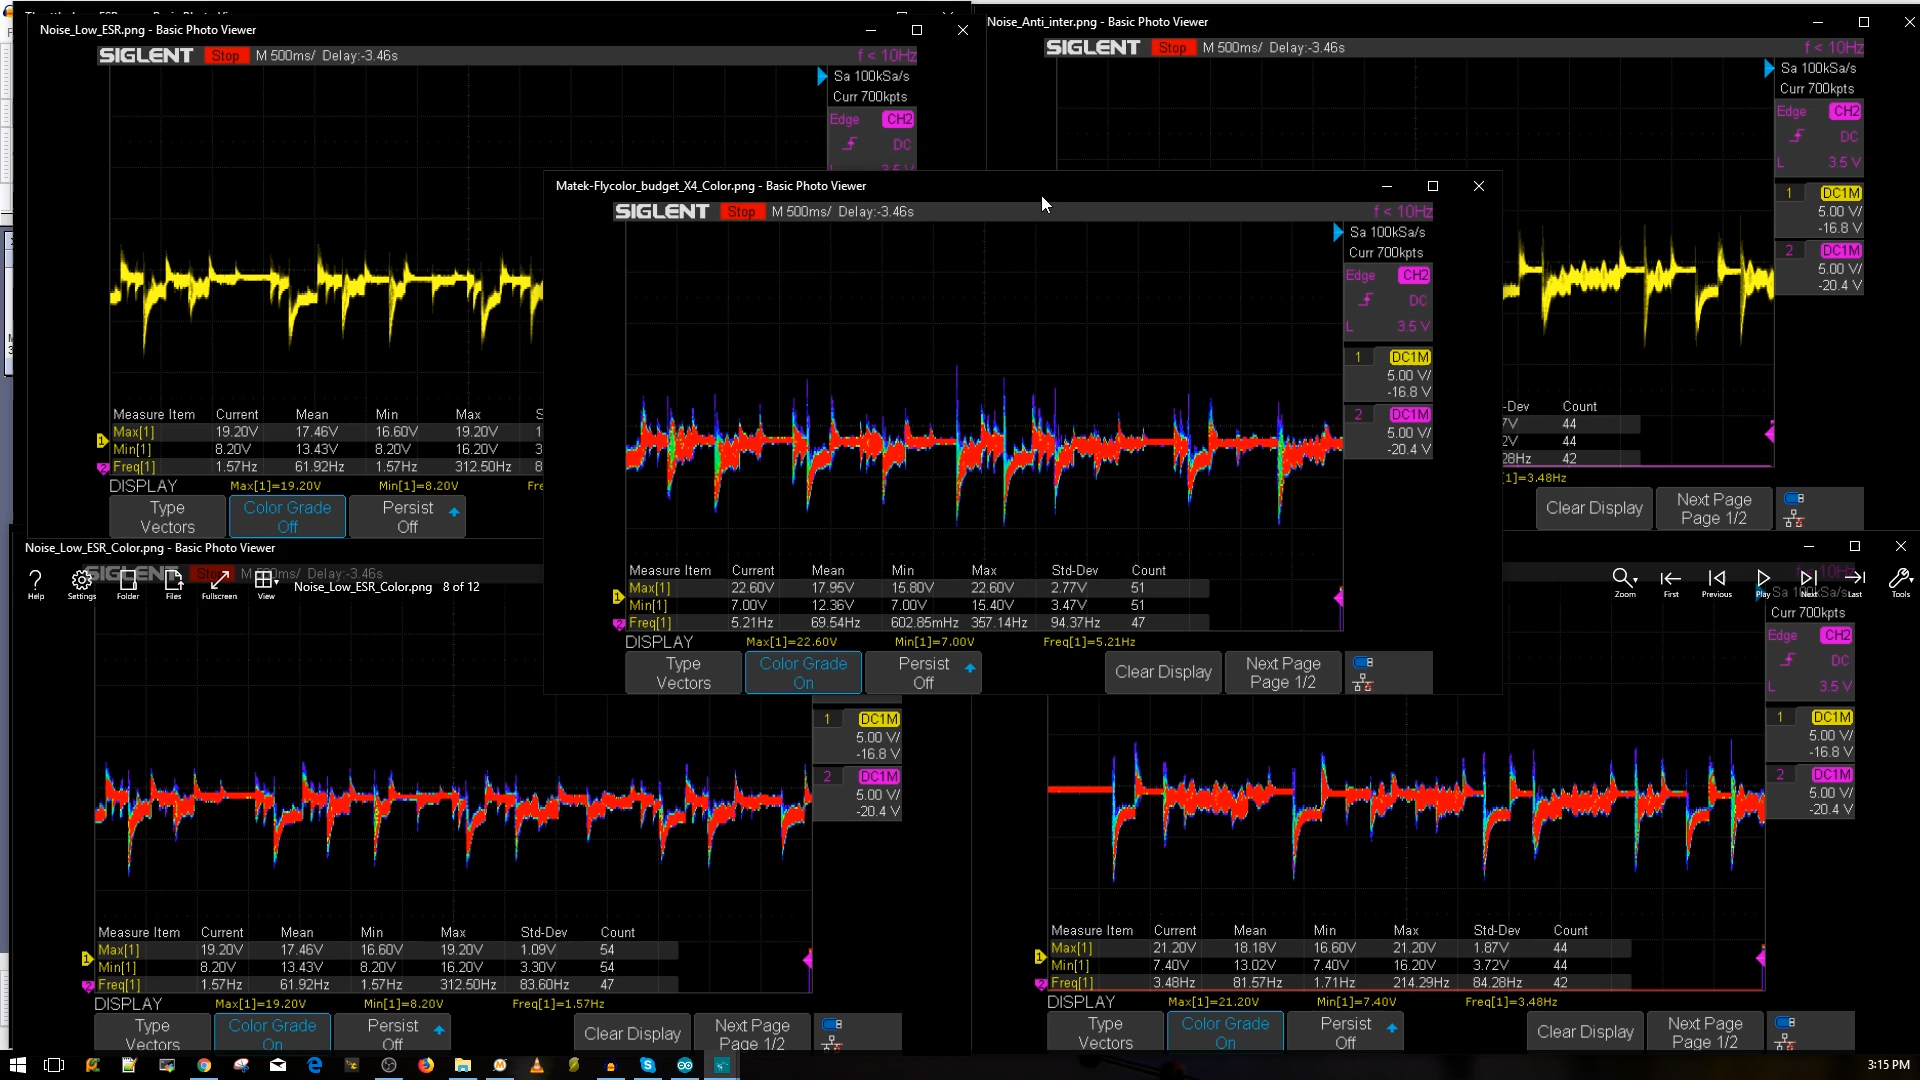 Noise_Low_ESR.png - Basic Photo Viewer
SIGLENT Stop M 500ms/ Delay:-3.46s f < 10Hz
Sa 100kSa/s
Curr 700kpts
Edge CH2
DC
Measure Item Current Mean Min Max
Max[1] 19.20V 17.46V 16.60V 19.20V
Min[1] 8.20V 13.43V 8.20V 16.20V
Freq[1] 1.57Hz 61.92Hz 1.57Hz 312.50Hz
DISPLAY Max[1]=19.20V Min[1]=8.20V
Type Vectors
Color Grade Off
Persist Off
Noise_Anti_inter.png - Basic Photo Viewer
SIGLENT Stop M 500ms/ Delay:-3.46s f < 10Hz
Sa 100kSa/s
Curr 700kpts
Edge CH2
DC
L 3.5 V
1 DC1M
5.00 V/
-16.8 V
2 DC1M
5.00 V/
-20.4 V
-Dev Count
44
44
28Hz 42
1]=3.48Hz
Clear Display
Next Page
Page 1/2
Matek-Flycolor_budget_X4_Color.png - Basic Photo Viewer
SIGLENT Stop M 500ms/ Delay:-3.46s f < 10Hz
Sa 100kSa/s
Curr 700kpts
Edge CH2
DC
L 3.5 V
1 DC1M
5.00 V/
-16.8 V
2 DC1M
5.00 V/
-20.4 V
Measure Item Current Mean Min Max Std-Dev Count
Max[1] 22.60V 17.95V 15.80V 22.60V 2.77V 51
Min[1] 7.00V 12.36V 7.00V 15.40V 3.47V 51
Freq[1] 5.21Hz 69.54Hz 602.85mHz 357.14Hz 94.37Hz 47
DISPLAY Max[1]=22.60V Min[1]=7.00V Freq[1]=5.21Hz
Type Vectors
Color Grade On
Persist Off
Clear Display
Next Page
Page 1/2
Noise_Low_ESR_Color.png - Basic Photo Viewer
SIGLENT Delay:-3.46s
Help Settings Folder Files Fullscreen View Noise_Low_ESR_Color.png 8 of 12
1 DC1M
5.00 V/
-16.8 V
2 DC1M
5.00 V/
-20.4 V
Measure Item Current Mean Min Max Std-Dev Count
Max[1] 19.20V 17.46V 16.60V 19.20V 1.09V 54
Min[1] 8.20V 13.43V 8.20V 16.20V 3.30V 54
Freq[1] 1.57Hz 61.92Hz 1.57Hz 312.50Hz 83.60Hz 47
DISPLAY Max[1]=19.20V Min[1]=8.20V Freq[1]=1.57Hz
Type Vectors
Color Grade On
Persist Off
Clear Display
Next Page
Page 1/2
Zoom First Previous Play Next Last Tools
Curr 700kpts
Edge CH2
DC
L 3.5 V
1 DC1M
5.00 V/
-16.8 V
2 DC1M
5.00 V/
-20.4 V
Measure Item Current Mean Min Max Std-Dev Count
Max[1] 21.20V 18.18V 16.60V 21.20V 1.87V 44
Min[1] 7.40V 13.02V 7.40V 16.20V 3.72V 44
Freq[1] 3.48Hz 81.57Hz 1.71Hz 214.29Hz 84.28Hz 42
DISPLAY Max[1]=21.20V Min[1]=7.40V Freq[1]=3.48Hz
Type Vectors
Color Grade On
Persist Off
Clear Display
Next Page
Page 1/2
3:15 PM